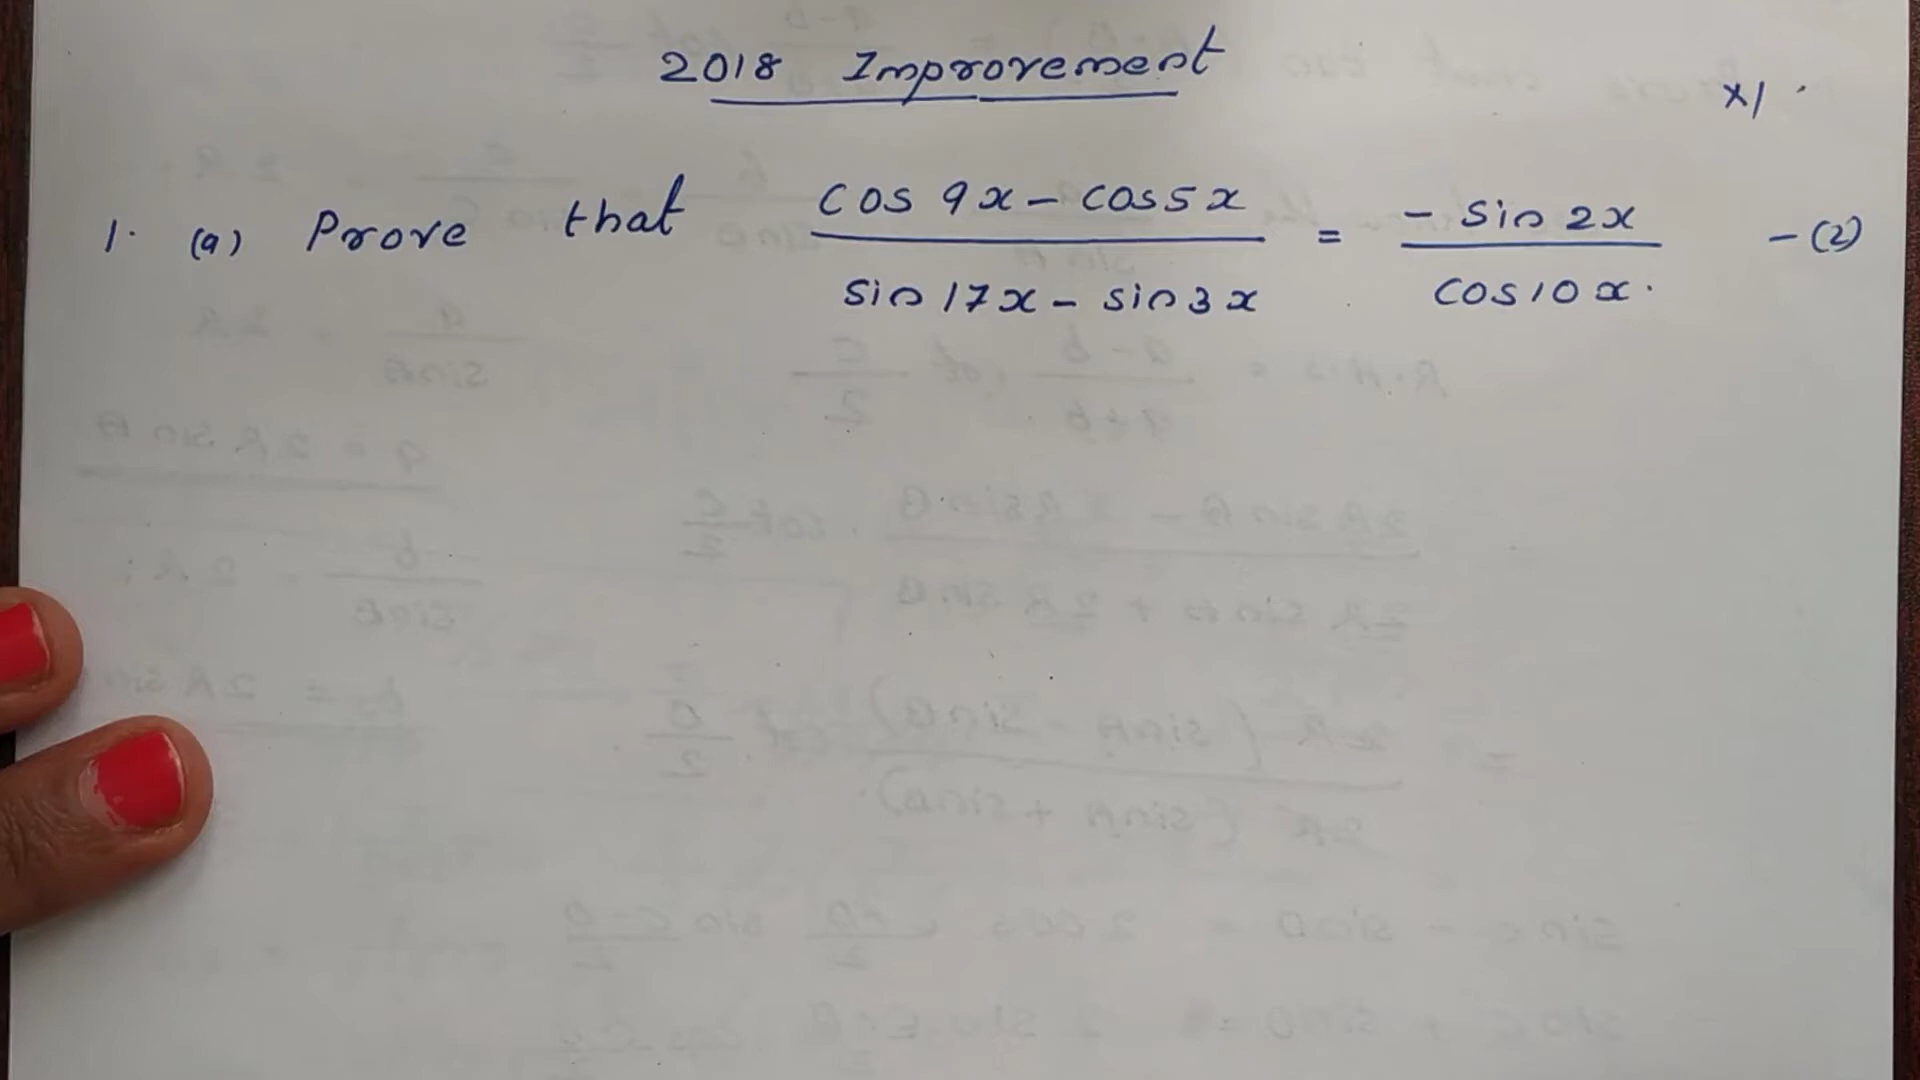 2018 Improvement
XI
1. (a) Prove that (cos 9x - cos 5x) / (sin 17x - sin 3x) = (- sin 2x) / (cos 10x) - (2)